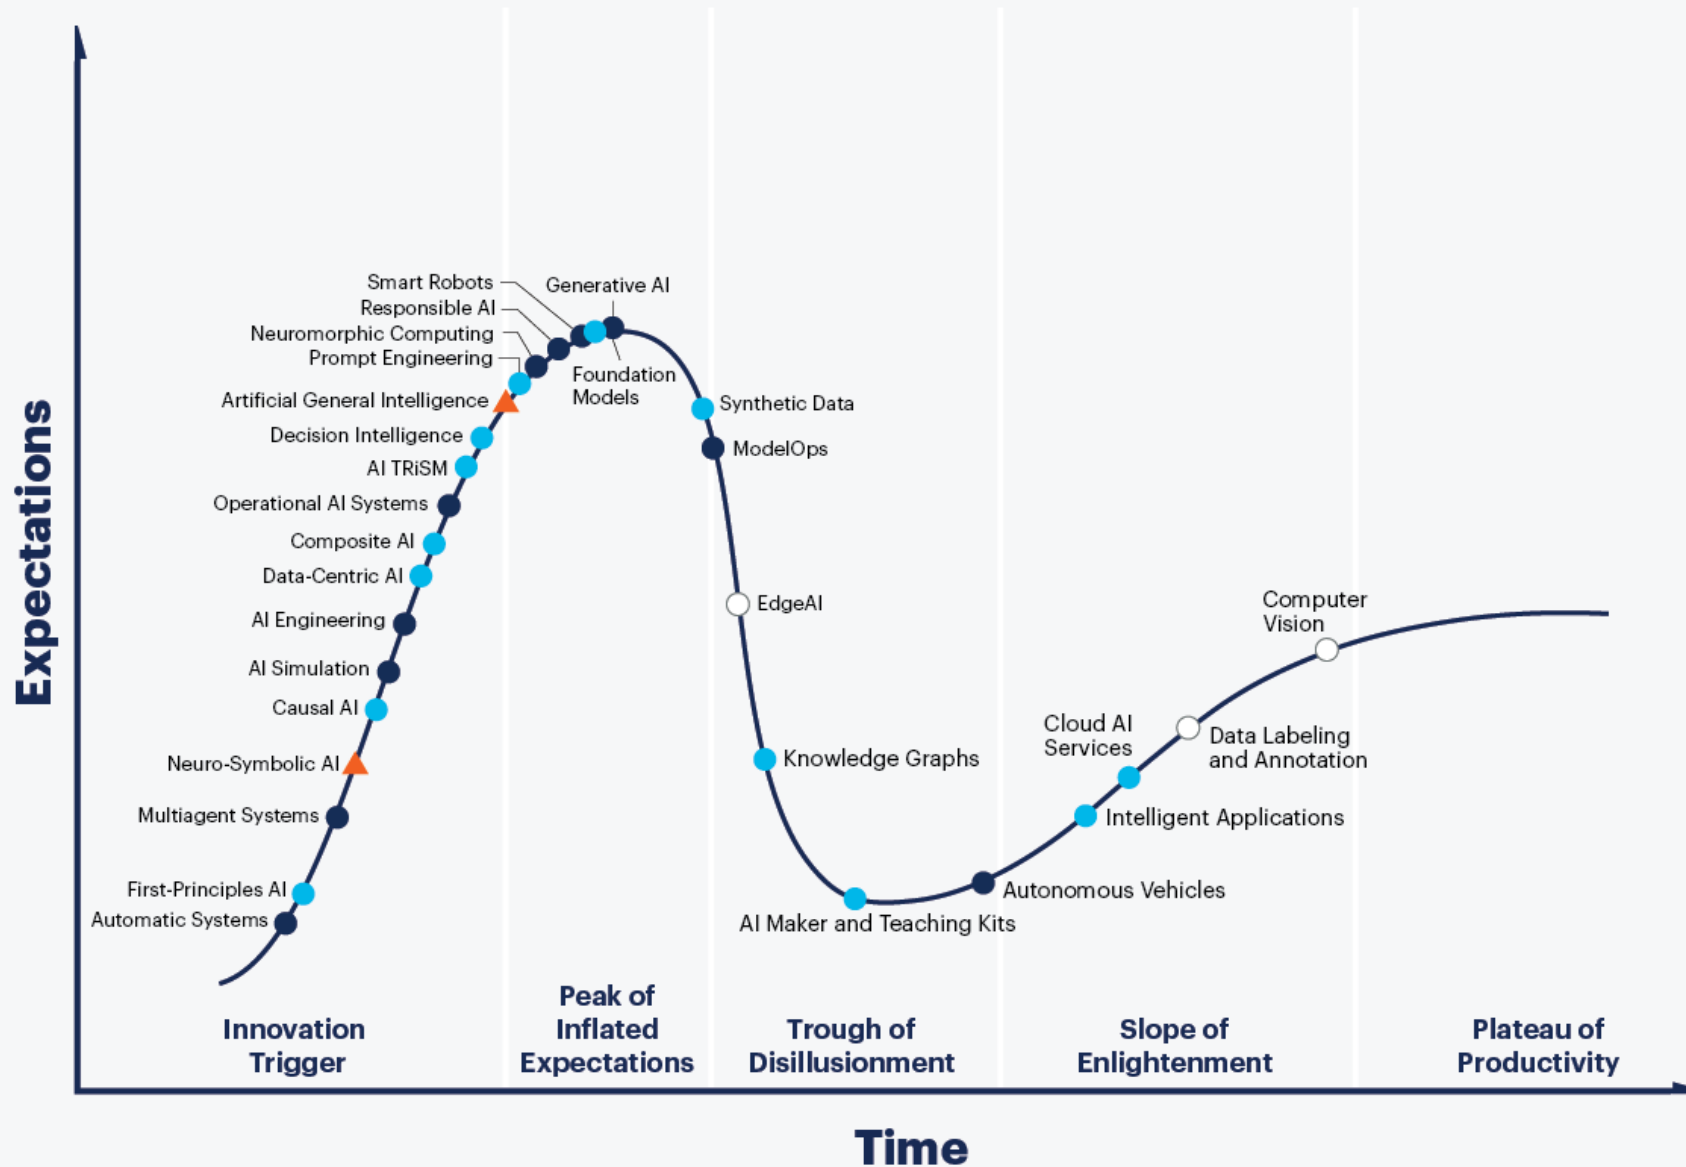 Smart Robots
Generative AI
Responsible AI
Neuromorphic Computing
Prompt Engineering
Foundation
Models
Artificial General Intelligence
Synthetic Data
Decision Intelligence
ModelOps
AI TRiSM
Operational AI Systems
Composite AI
Data-Centric AI
EdgeAI
Computer
Vision
AI Engineering
AI Simulation
Causal AI
Cloud AI
Services
Data Labeling
and Annotation
Neuro-Symbolic AI
Knowledge Graphs
Multiagent Systems
Intelligent Applications
First-Principles AI
Autonomous Vehicles
Automatic Systems
AI Maker and Teaching Kits
Expectations
Innovation
Trigger
Peak of
Inflated
Expectations
Trough of
Disillusionment
Slope of
Enlightenment
Plateau of
Productivity
Time